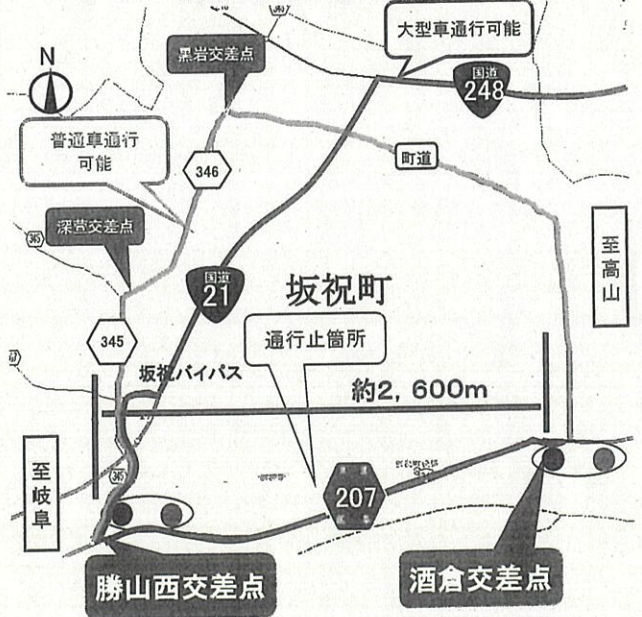 大型車通行可能
黒岩交差点
N
国道
248
普通車通行
可能
346
町道
深萱交差点
至高山
国道
21
坂祝町
345
通行止箇所
坂祝バイパス
約2,600m
至岐阜
207
勝山西交差点
酒倉交差点